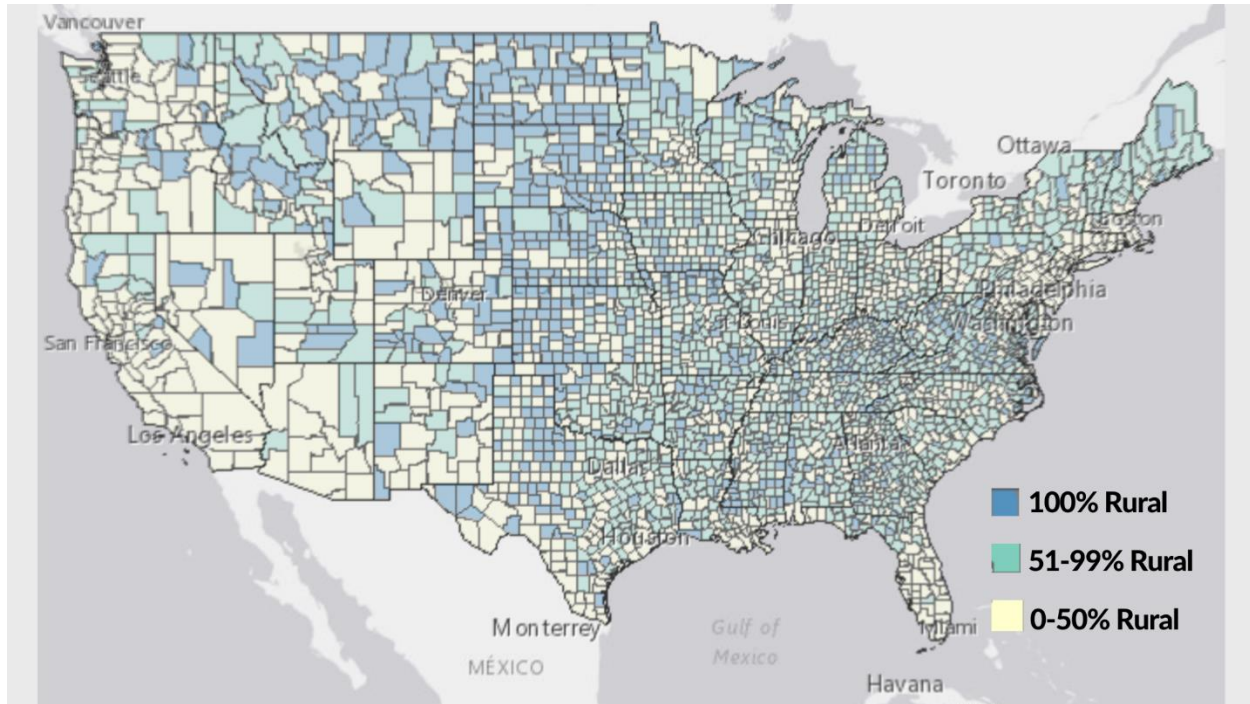 Vancouver
Seattle
Ottawa
Toronto
Boston
Detroit
Chicago
Denver
Philadelphia
St Louis
Washington
San Francisco
Los Angeles
Atlanta
Dallas
100% Rural
Houston
51-99% Rural
0-50% Rural
Monterrey
Gulf of
Mexico
Miami
MÉXICO
Havana